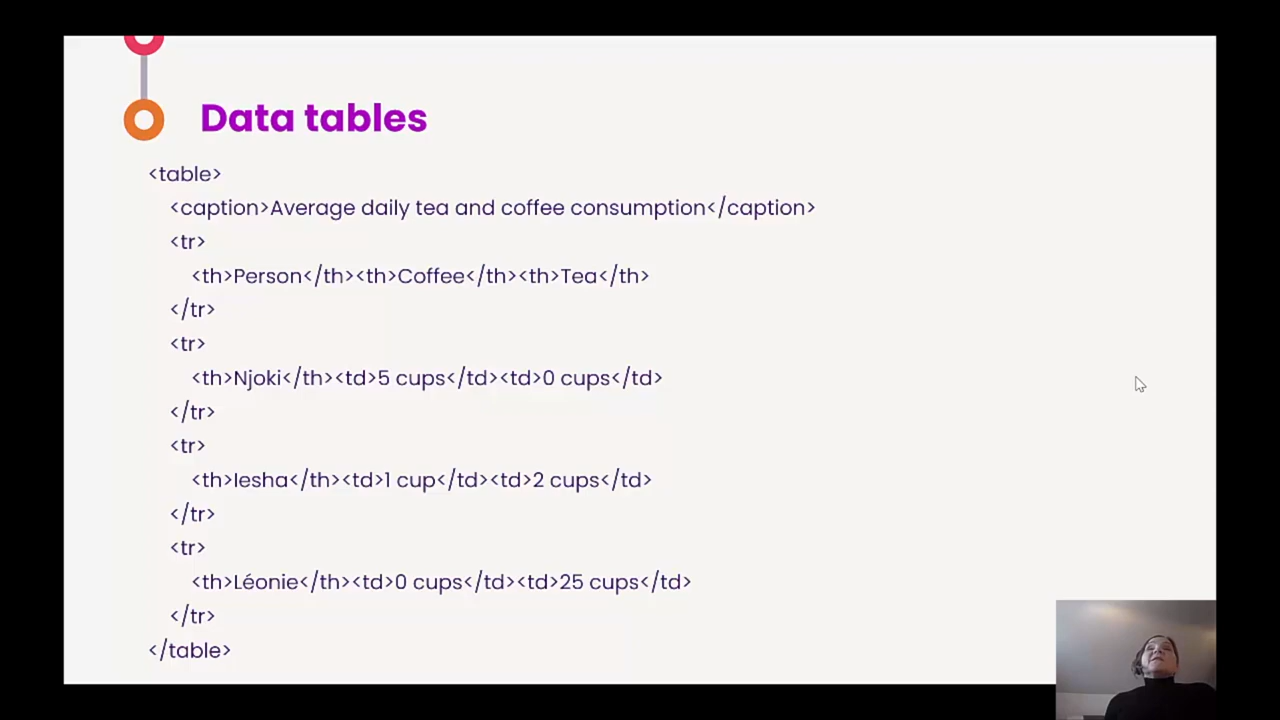 Data tables
<table>
<caption>Average daily tea and coffee consumption</caption>
<tr>
<th>Person</th><th>Coffee</th><th>Tea</th>
</tr>
<tr>
<th>Njoki</th><td>5 cups</td><td>0 cups</td>
</tr>
<tr>
<th>Iesha</th><td>1 cup</td><td>2 cups</td>
</tr>
<tr>
<th>Léonie</th><td>0 cups</td><td>25 cups</td>
</tr>
</table>